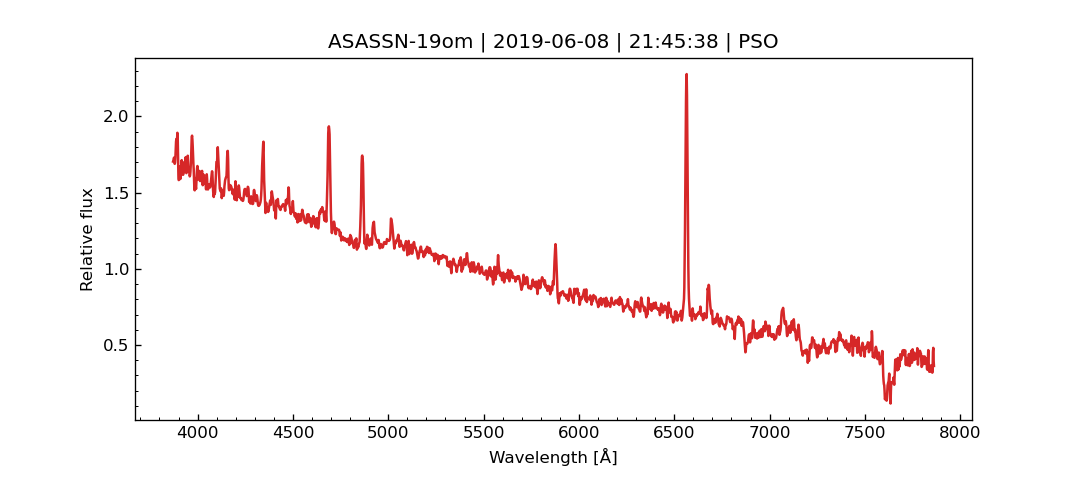 ASASSN-19om | 2019-06-08 | 21:45:38 | PSO
2.0
1.5
1.0
0.5
Relative flux
4000 4500 5000 5500 6000 6500 7000 7500 8000
Wavelength [Å]